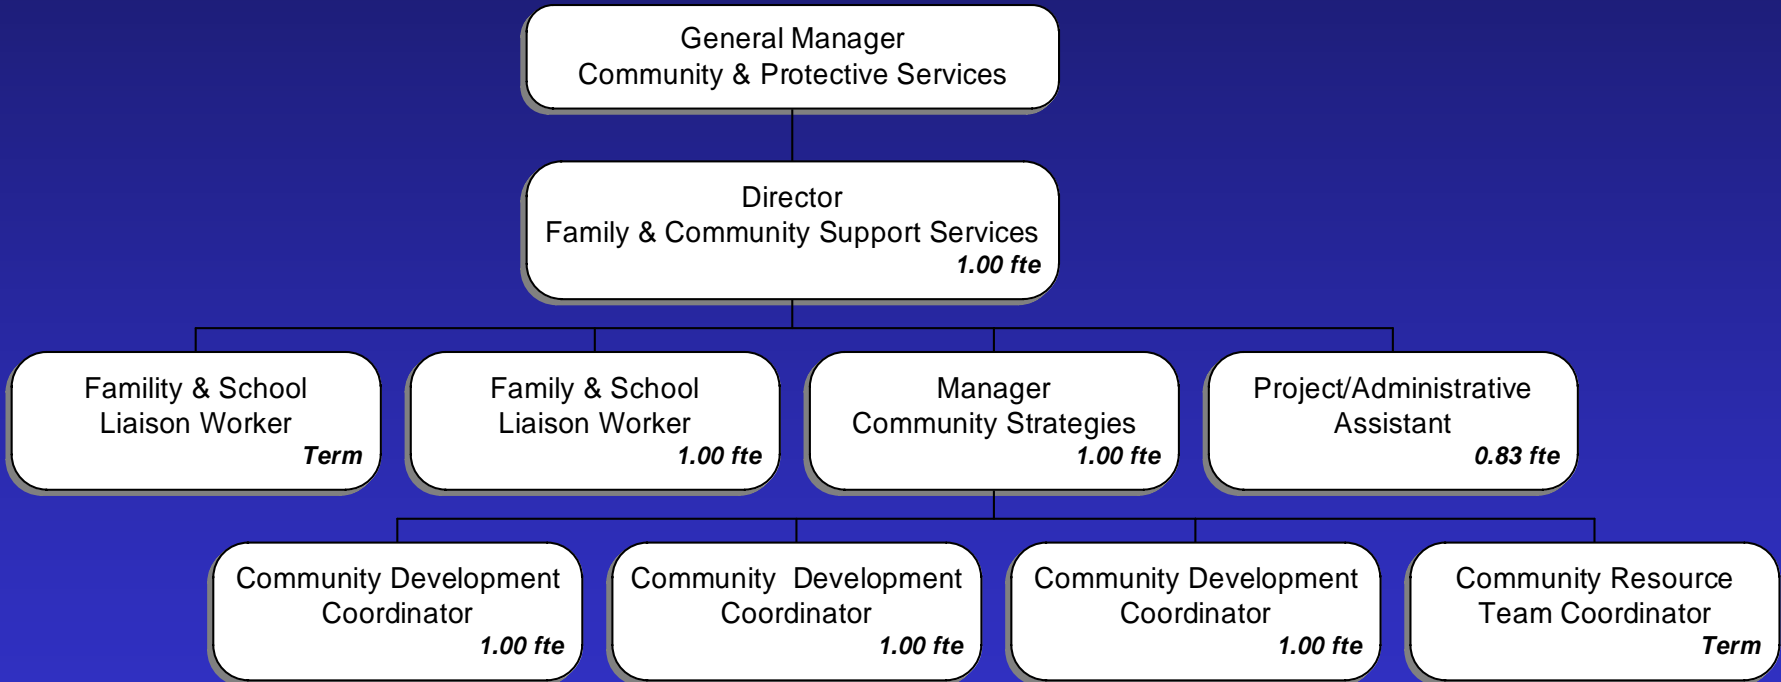 General Manager
Community & Protective Services
Director
Family & Community Support Services
1.00 fte
Famility & School
Liaison Worker
Term
Family & School
Liaison Worker
1.00 fte
Manager
Community Strategies
1.00 fte
Project/Administrative
Assistant
0.83 fte
Community Development
Coordinator
1.00 fte
Community Development
Coordinator
1.00 fte
Community Development
Coordinator
1.00 fte
Community Resource
Team Coordinator
Term